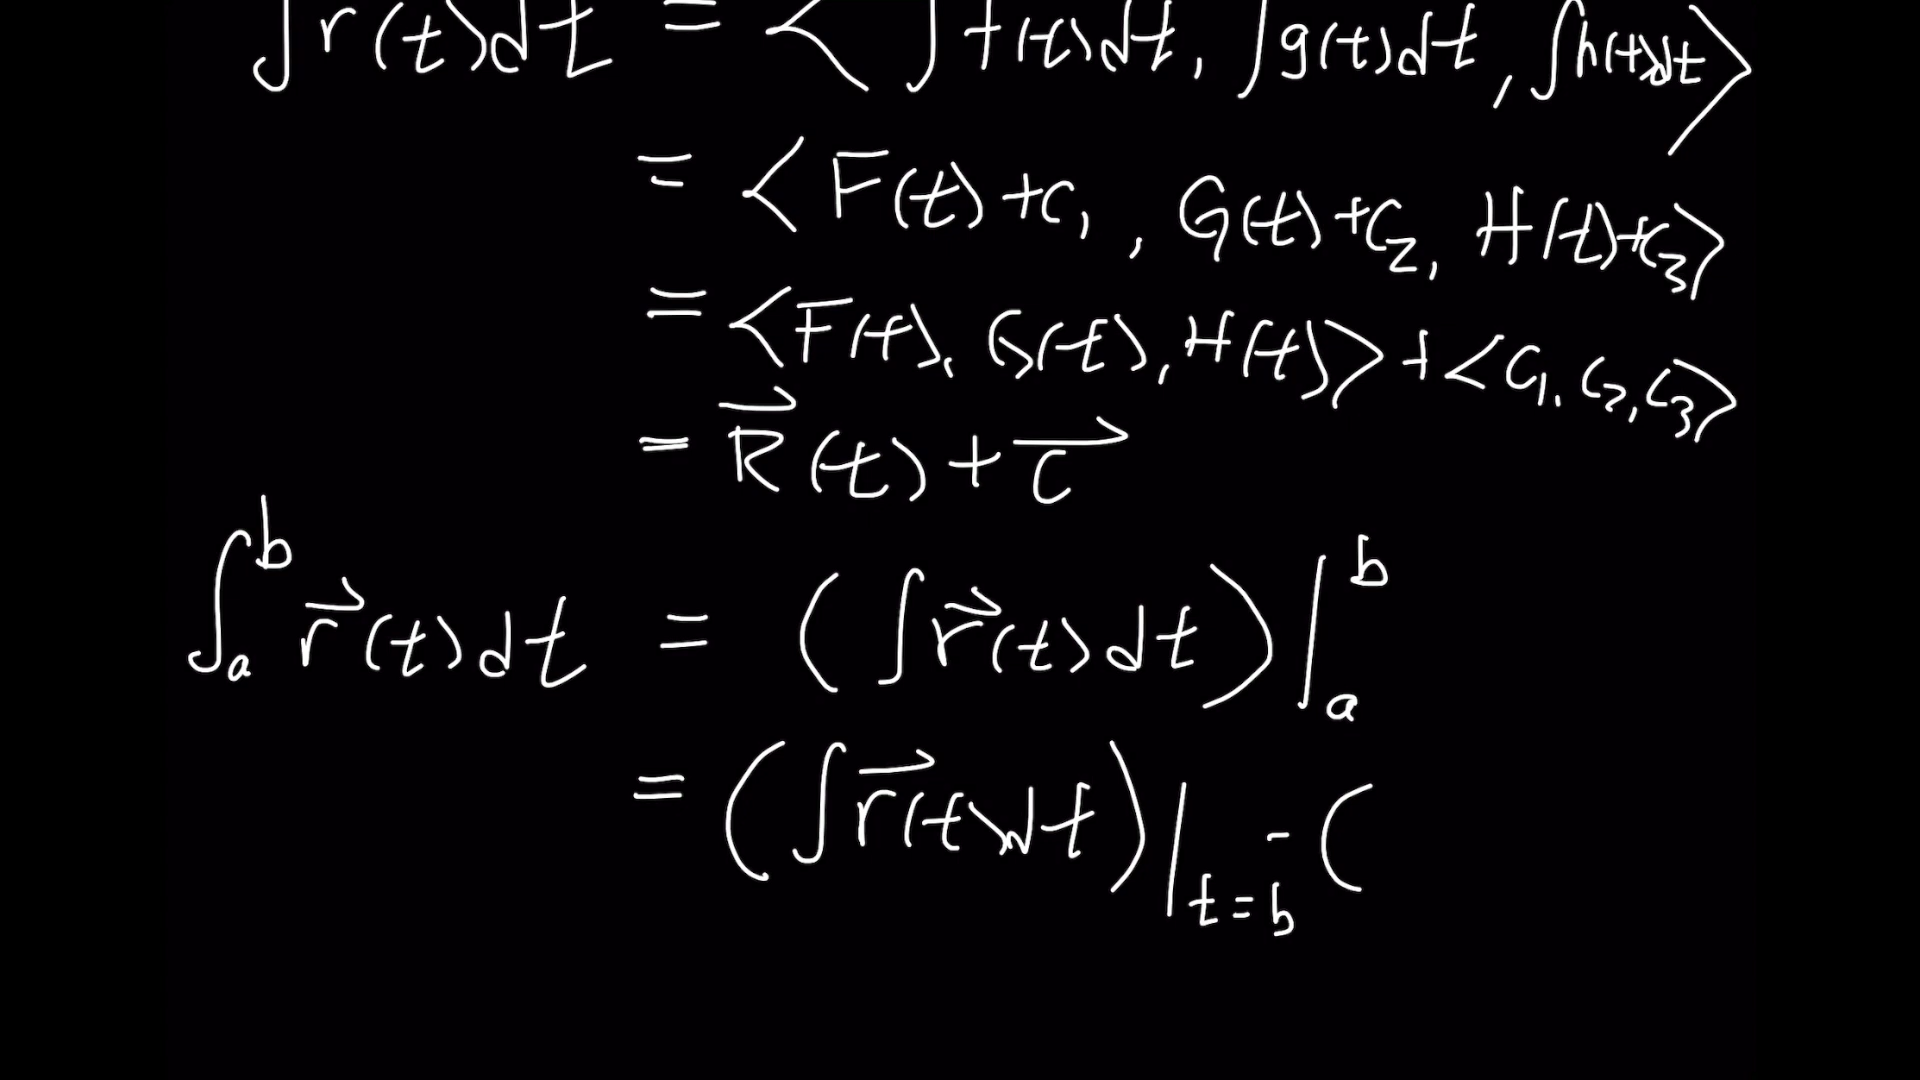 ∫r(t)dt = <∫f(t)dt, ∫g(t)dt, ∫h(t)dt>
= <F(t)+c₁, G(t)+C₂, H(t)+C₃>
= <F(t), G(t), H(t)> + <C₁, C₂, C₃>
= R⃗(t) + C⃗
∫ₐᵇ r⃗(t)dt = (∫r⃗(t)dt)|ₐᵇ
= (∫r⃗(t)dt)|t=b - (